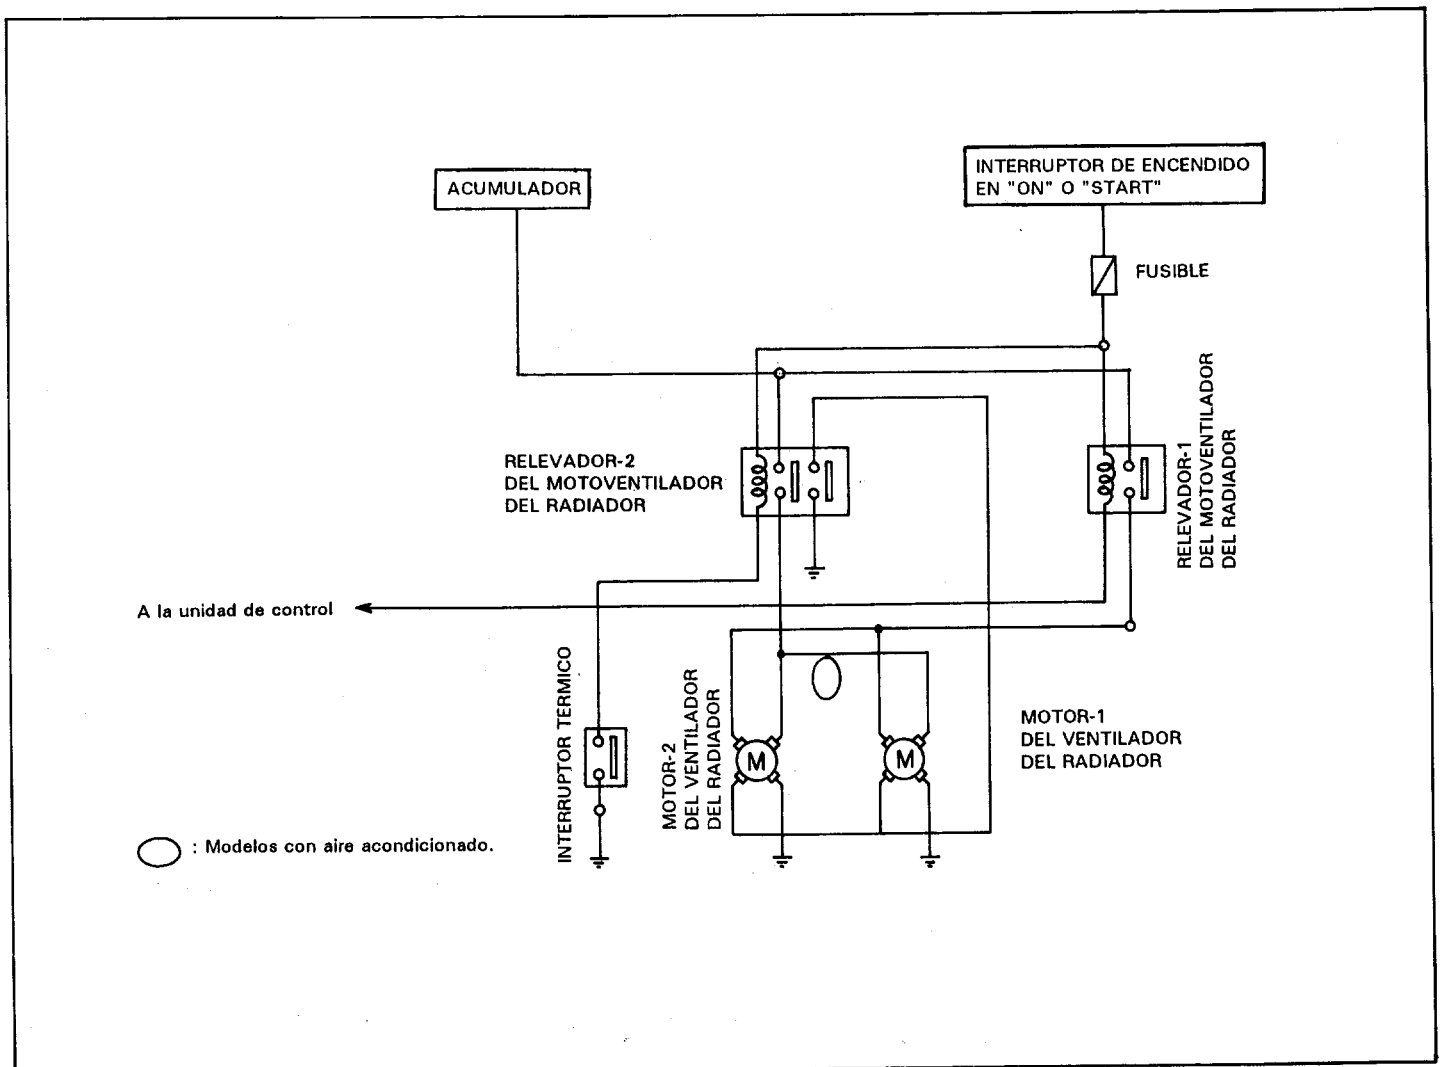 ACUMULADOR
INTERRUPTOR DE ENCENDIDO
EN "ON" O "START"
FUSIBLE
RELEVADOR-2
DEL MOTOVENTILADOR
DEL RADIADOR
RELEVADOR-1
DEL MOTOVENTILADOR
DEL RADIADOR
A la unidad de control
INTERRUPTOR TERMICO
MOTOR-2
DEL VENTILADOR
DEL RADIADOR
M
M
MOTOR-1
DEL VENTILADOR
DEL RADIADOR
: Modelos con aire acondicionado.